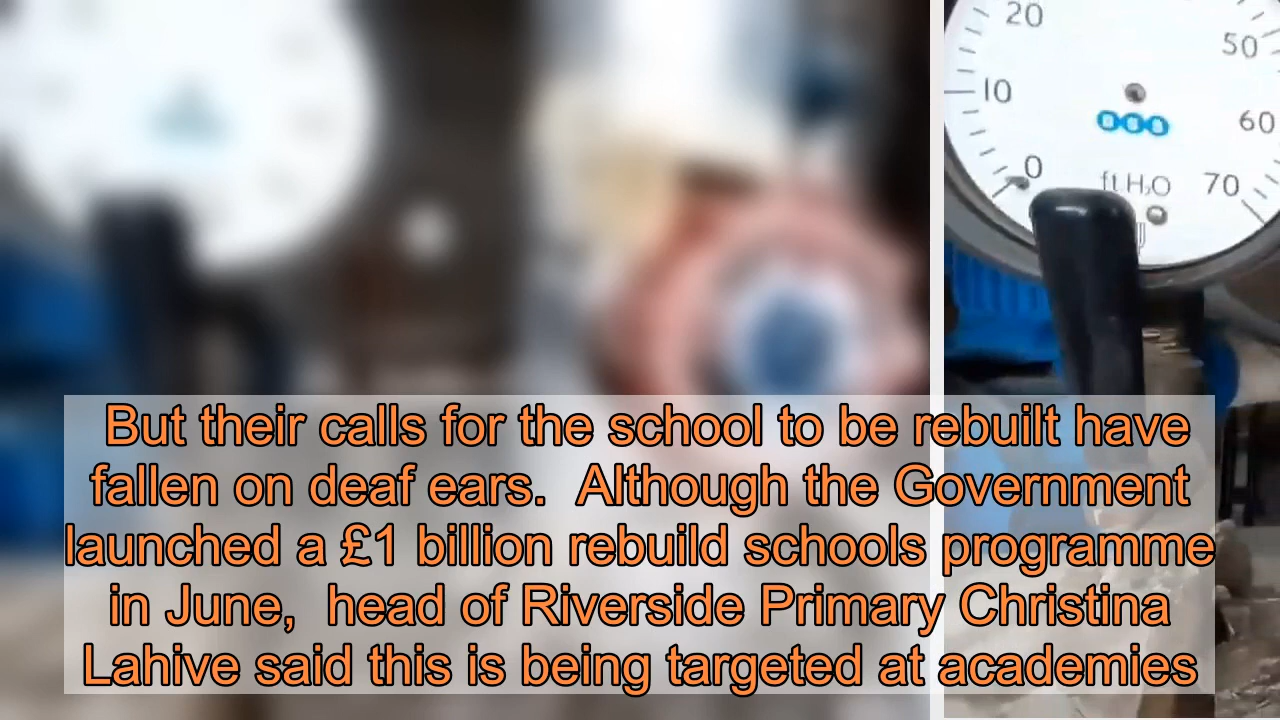 20
50
10
60
0
ft H₂O
70
But their calls for the school to be rebuilt have
fallen on deaf ears.  Although the Government
launched a £1 billion rebuild schools programme
in June,  head of Riverside Primary Christina
Lahive said this is being targeted at academies